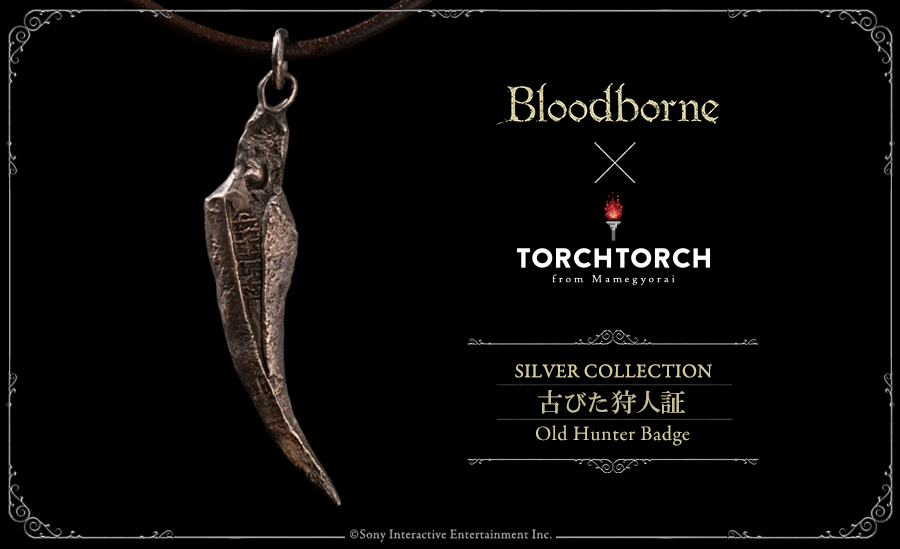 Bloodborne
TORCHTORCH
from Mamegyorai
SILVER COLLECTION
古びた狩人証
Old Hunter Badge
©Sony Interactive Entertainment Inc.